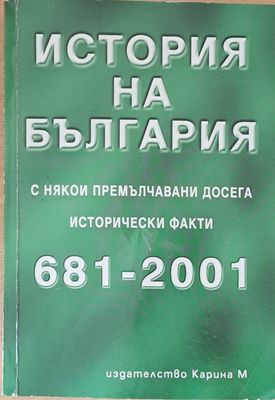 ИСТОРИЯ
НА
БЪЛГАРИЯ
С НЯКОИ ПРЕМЪЛЧАВАНИ ДОСЕГА
ИСТОРИЧЕСКИ ФАКТИ
681-2001
издателство Карина М